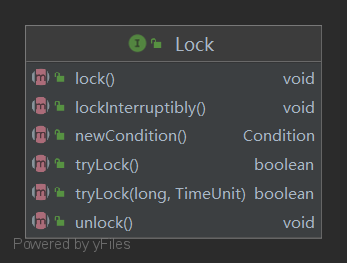 I Lock
m lock() void
m lockInterruptibly() void
m newCondition() Condition
m tryLock() boolean
m tryLock(long, TimeUnit) boolean
m unlock() void
Powered by yFiles